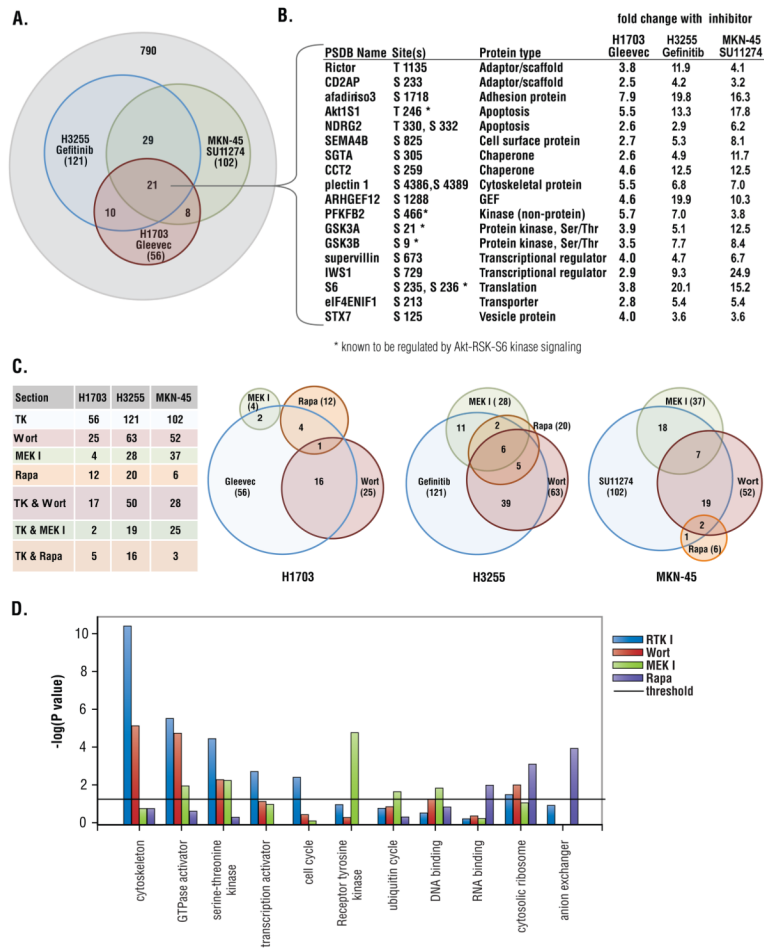 A.
790
H3255
Gefitinib
(121)
29
MKN-45
SU11274
(102)
21
10
8
H1703
Gleevec
(56)
B.
fold change with inhibitor
PSDB Name Site(s) Protein type H1703 Gleevec H3255 Gefinitib MKN-45 SU11274
Rictor T 1135 Adaptor/scaffold 3.8 11.9 4.1
CD2AP S 233 Adaptor/scaffold 2.5 4.2 3.2
afadiniso3 S 1718 Adhesion protein 7.9 19.8 16.3
Akt1S1 T 246 * Apoptosis 5.5 13.3 17.8
NDRG2 T 330, S 332 Apoptosis 2.6 2.9 6.2
SEMA4B S 825 Cell surface protein 2.7 5.3 8.1
SGTA S 305 Chaperone 2.6 4.9 11.7
CCT2 S 259 Chaperone 4.6 12.5 12.5
plectin 1 S 4386,S 4389 Cytoskeletal protein 5.5 6.8 7.0
ARHGEF12 S 1288 GEF 4.6 19.9 10.3
PFKFB2 S 466* Kinase (non-protein) 5.7 7.0 3.8
GSK3A S 21 * Protein kinase, Ser/Thr 3.9 5.1 12.5
GSK3B S 9 * Protein kinase, Ser/Thr 3.5 7.7 8.4
supervillin S 673 Transcriptional regulator 4.0 4.7 6.7
IWS1 S 729 Transcriptional regulator 2.9 9.3 24.9
S6 S 235, S 236 * Translation 3.8 20.1 15.2
eIF4ENIF1 S 213 Transporter 2.8 5.4 5.4
STX7 S 125 Vesicle protein 4.0 3.6 3.6
* known to be regulated by Akt-RSK-S6 kinase signaling
C.
Section H1703 H3255 MKN-45
TK 56 121 102
Wort 25 63 52
MEK I 4 28 37
Rapa 12 20 6
TK & Wort 17 50 28
TK & MEK I 2 19 25
TK & Rapa 5 16 3
MEK I
(4)
2
Rapa (12)
4
1
Gleevec
(56)
16
Wort
(25)
H1703
MEK I ( 28)
11
2
Rapa (20)
6
5
Gefinitib
(121)
Wort
(63)
39
H3255
MEK I (37)
18
7
SU11274
(102)
Wort
(52)
19
2
1
Rapa (6)
MKN-45
D.
-log(P value)
10
8
6
4
2
0
RTK I
Wort
MEK I
Rapa
threshold
cytoskeleton
GTPase activator
serine-threonine
kinase
transcription activator
cell cycle
Receptor tyrosine
kinase
ubiquitin cycle
DNA binding
RNA binding
cytosolic ribosome
anion exchanger